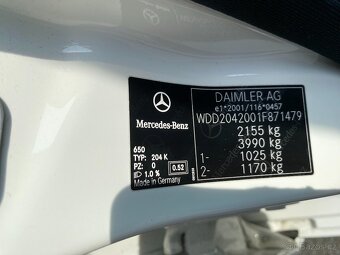 DAIMLER AG
e1*2001/116*0457
WDD2042001F871479
2155 kg
3990 kg
1- 1025 kg
2- 1170 kg
Mercedes-Benz
650
TYP: 204 K
PZ: 0 0.52
1.0 %
Made in Germany